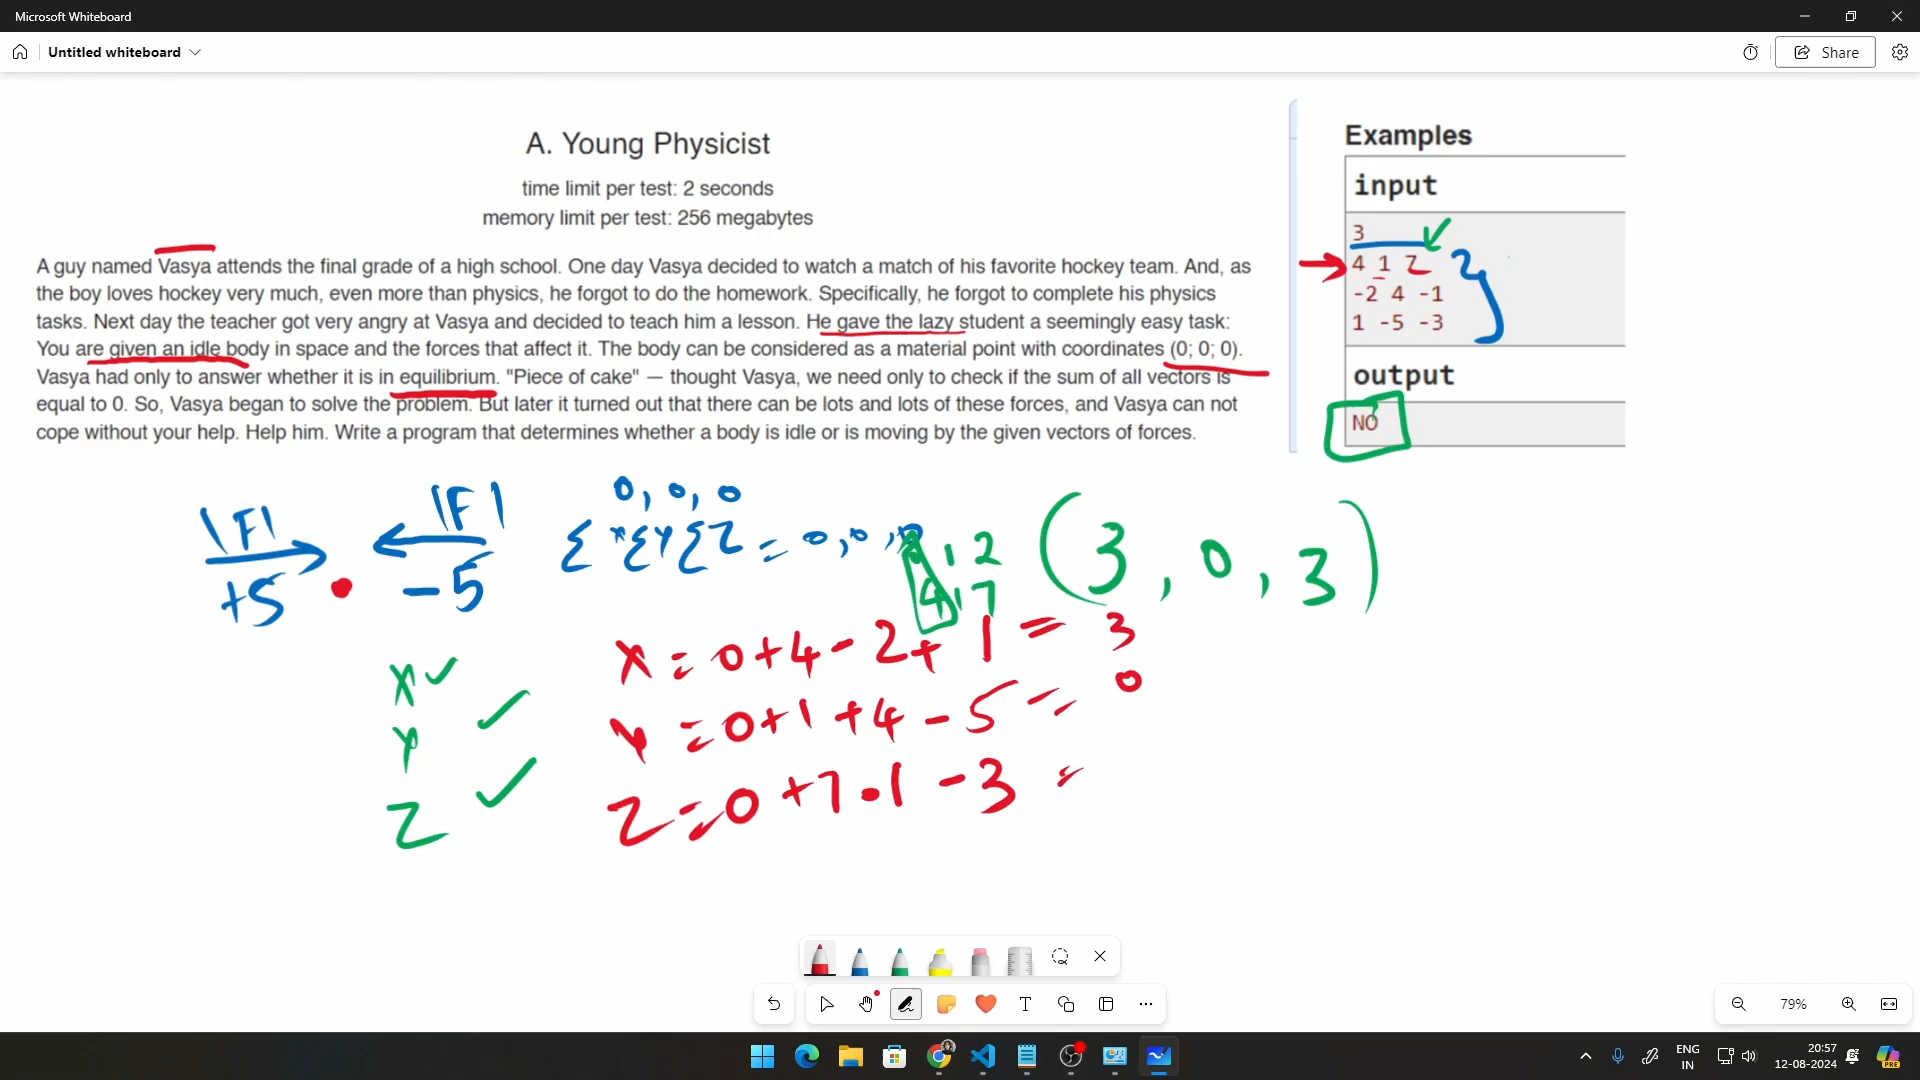 Microsoft Whiteboard
Untitled whiteboard
Share
A. Young Physicist
time limit per test: 2 seconds
memory limit per test: 256 megabytes
A guy named Vasya attends the final grade of a high school. One day Vasya decided to watch a match of his favorite hockey team. And, as
the boy loves hockey very much, even more than physics, he forgot to do the homework. Specifically, he forgot to complete his physics
tasks. Next day the teacher got very angry at Vasya and decided to teach him a lesson. He gave the lazy student a seemingly easy task:
You are given an idle body in space and the forces that affect it. The body can be considered as a material point with coordinates (0; 0; 0).
Vasya had only to answer whether it is in equilibrium. "Piece of cake" — thought Vasya, we need only to check if the sum of all vectors is
equal to 0. So, Vasya began to solve the problem. But later it turned out that there can be lots and lots of these forces, and Vasya can not
cope without your help. Help him. Write a program that determines whether a body is idle or is moving by the given vectors of forces.
Examples
input
3
4 1 7
-2 4 -1
1 -5 -3
output
NO
|F| |F|
+5 -5
0, 0, 0
= 0, 0,
, 2
4, 7
(3, 0, 3)
x
y
z
x = 0 + 4 - 2 + 1 = 3
y = 0 + 1 + 4 - 5 = 0
z = 0 + 7 - 1 - 3 =
79%
ENG
IN
20:57
12-08-2024
PRE